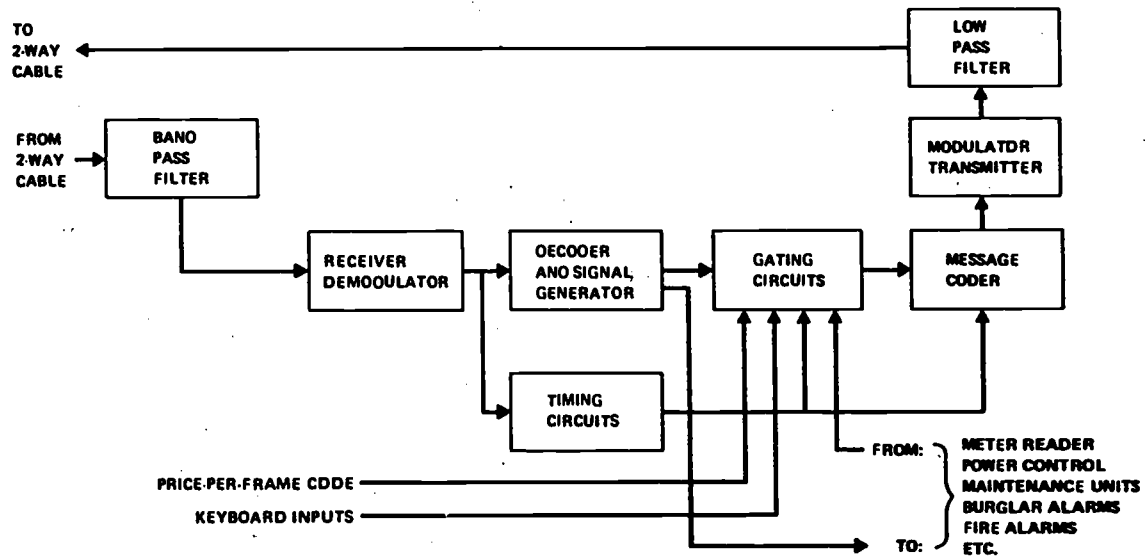 TO
2-WAY
CABLE
LOW
PASS
FILTER
FROM
2-WAY
CABLE
BANO
PASS
FILTER
MODULATDR
TRANSMITTER
RECEIVER
DEMOOULATOR
OECOOER
ANO SIGNAL,
GENERATOR
GATING
CIRCUITS
MESSAGE
CODER
TIMING
CIRCUITS
PRICE-PER-FRAME CDDE
KEYBOARD INPUTS
FROM:
TO:
METER READER
POWER CONTROL
MAINTENANCE UNITS
BURGLAR ALARMS
FIRE ALARMS
ETC.